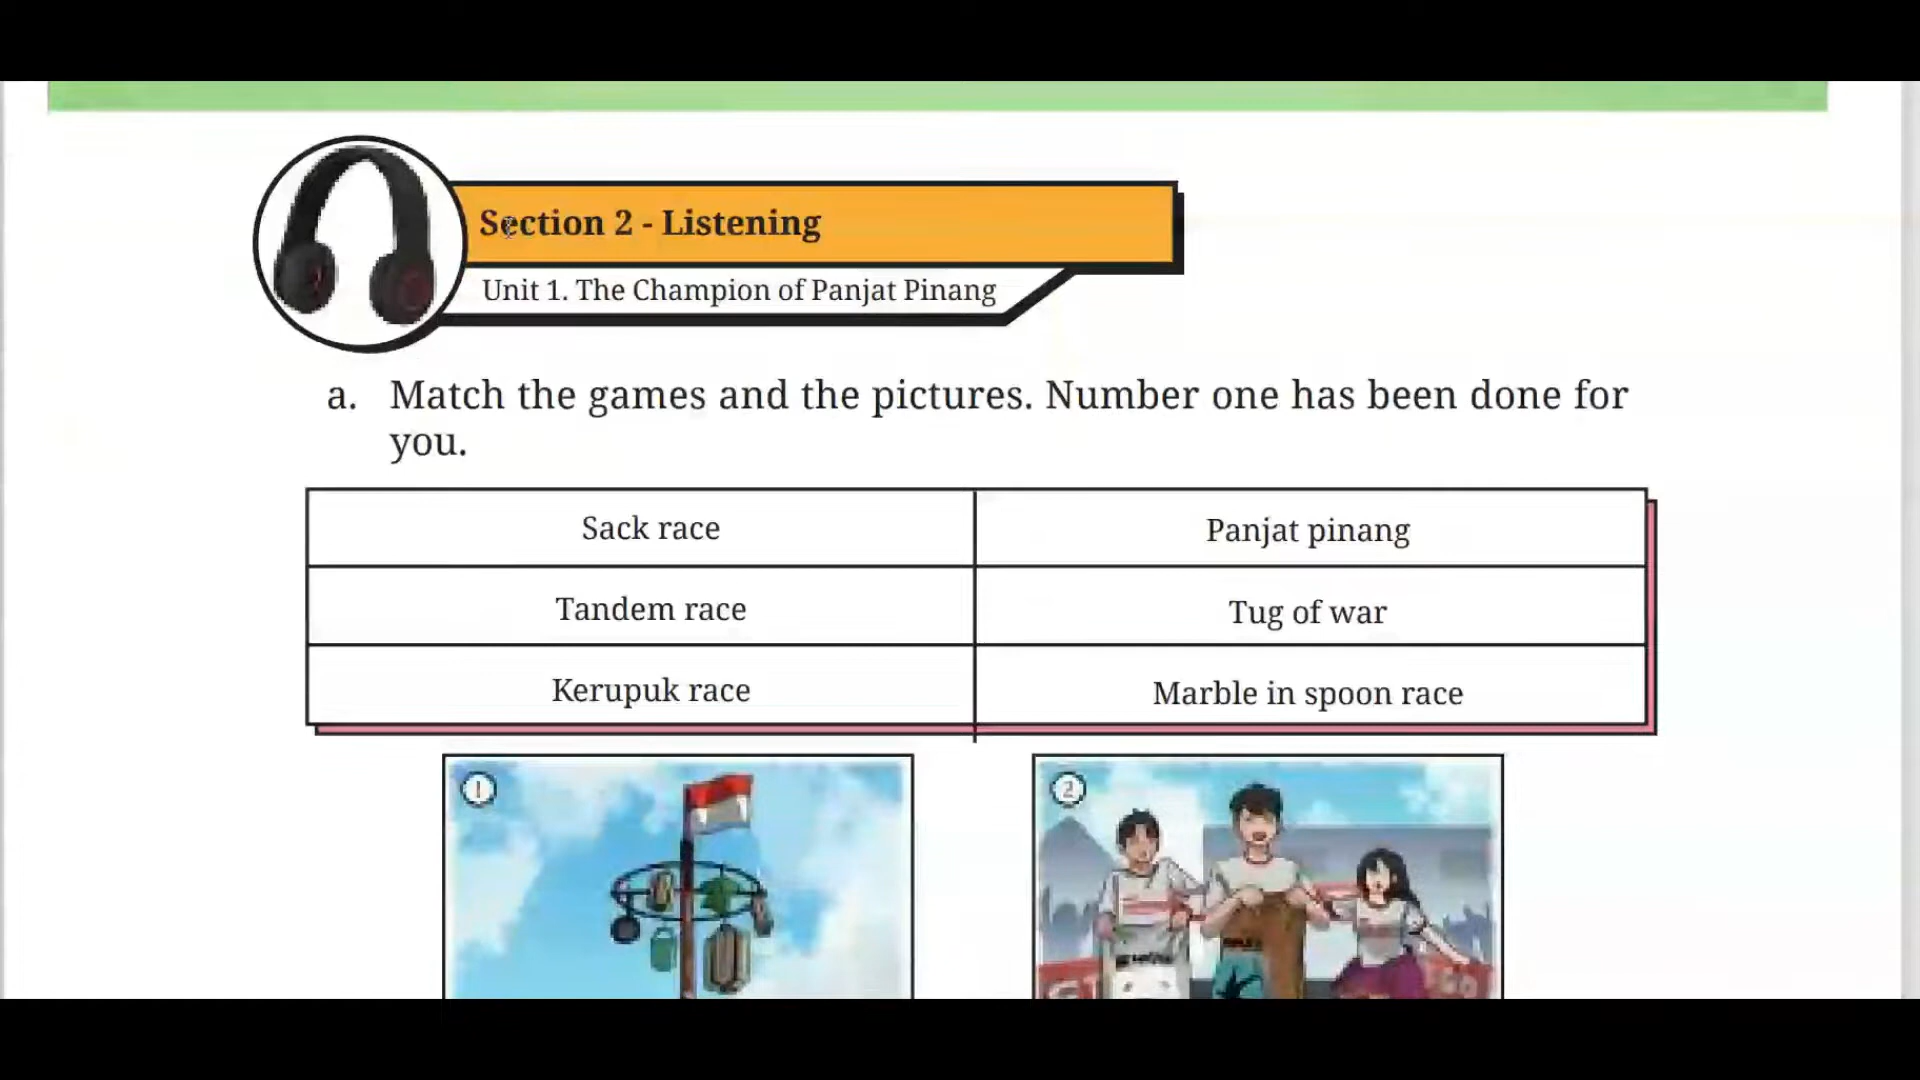 Section 2 - Listening
Unit 1. The Champion of Panjat Pinang
a. Match the games and the pictures. Number one has been done for
you.
Sack race
Panjat pinang
Tandem race
Tug of war
Kerupuk race
Marble in spoon race
1
2